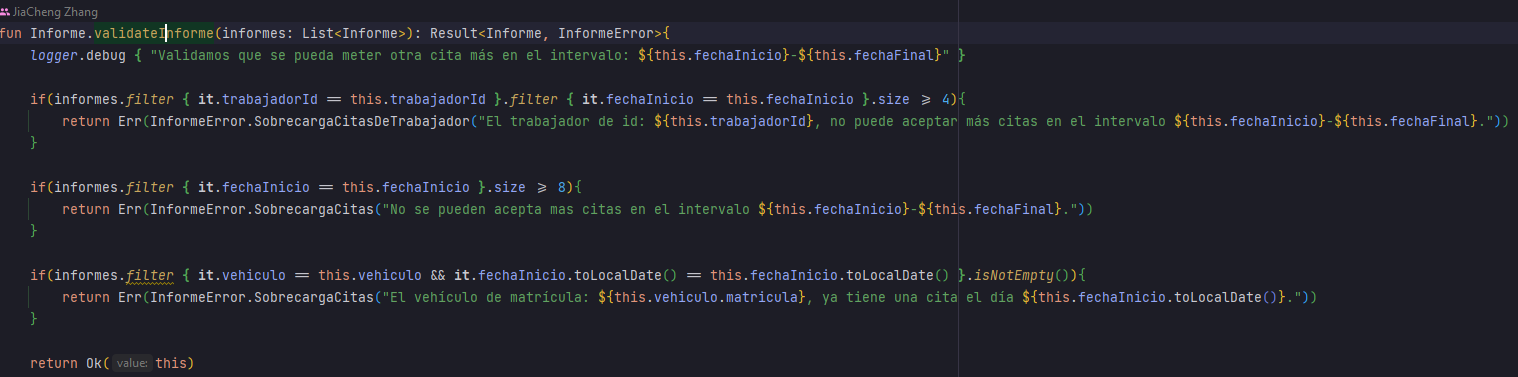 JiaCheng Zhang
fun Informe.validateInforme(informes: List<Informe>): Result<Informe, InformeError>{
logger.debug { "Validamos que se pueda meter otra cita más en el intervalo: ${this.fechaInicio}-${this.fechaFinal}" }
if(informes.filter { it.trabajadorId == this.trabajadorId }.filter { it.fechaInicio == this.fechaInicio }.size >= 4){
return Err(InformeError.SobrecargaCitasDeTrabajador("El trabajador de id: ${this.trabajadorId}, no puede aceptar más citas en el intervalo ${this.fechaInicio}-${this.fechaFinal}."))
}
if(informes.filter { it.fechaInicio == this.fechaInicio }.size >= 8){
return Err(InformeError.SobrecargaCitas("No se pueden acepta mas citas en el intervalo ${this.fechaInicio}-${this.fechaFinal}."))
}
if(informes.filter { it.vehiculo == this.vehiculo && it.fechaInicio.toLocalDate() == this.fechaInicio.toLocalDate() }.isNotEmpty()){
return Err(InformeError.SobrecargaCitas("El vehiculo de matricula: ${this.vehiculo.matricula}, ya tiene una cita el día ${this.fechaInicio.toLocalDate()}."))
}
return Ok( value: this)